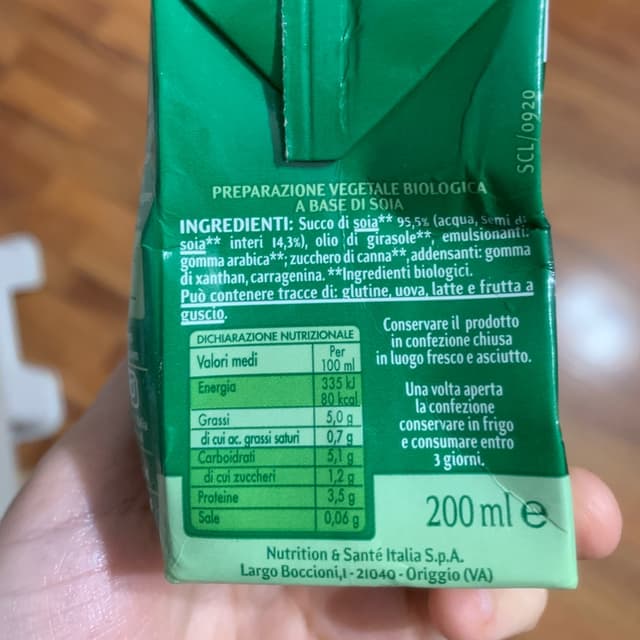 SCL/0920
PREPARAZIONE VEGETALE BIOLOGICA
A BASE DI SOIA
INGREDIENTI: Succo di soia** 95,5% (acqua, semi di
soia** interi 14,3%), olio di girasole**, emulsionanti:
gomma arabica**; zucchero di canna**, addensanti: gomma
di xanthan, carragenina. **Ingredienti biologici.
Può contenere tracce di: glutine, uova, latte e frutta a
guscio.
DICHIARAZIONE NUTRIZIONALE
Valori medi Per
100 ml
Energia 335 kJ
80 kcal
Grassi 5,0 g
di cui ac. grassi saturi 0,7 g
Carboidrati 5,1 g
di cui zuccheri 1,2 g
Proteine 3,5 g
Sale 0,06 g
Conservare il prodotto
in confezione chiusa
in luogo fresco e asciutto.
Una volta aperta
la confezione
conservare in frigo
e consumare entro
3 giorni.
200 ml e
Nutrition & Santé Italia S.p.A.
Largo Boccioni,1 - 21040 - Origgio (VA)